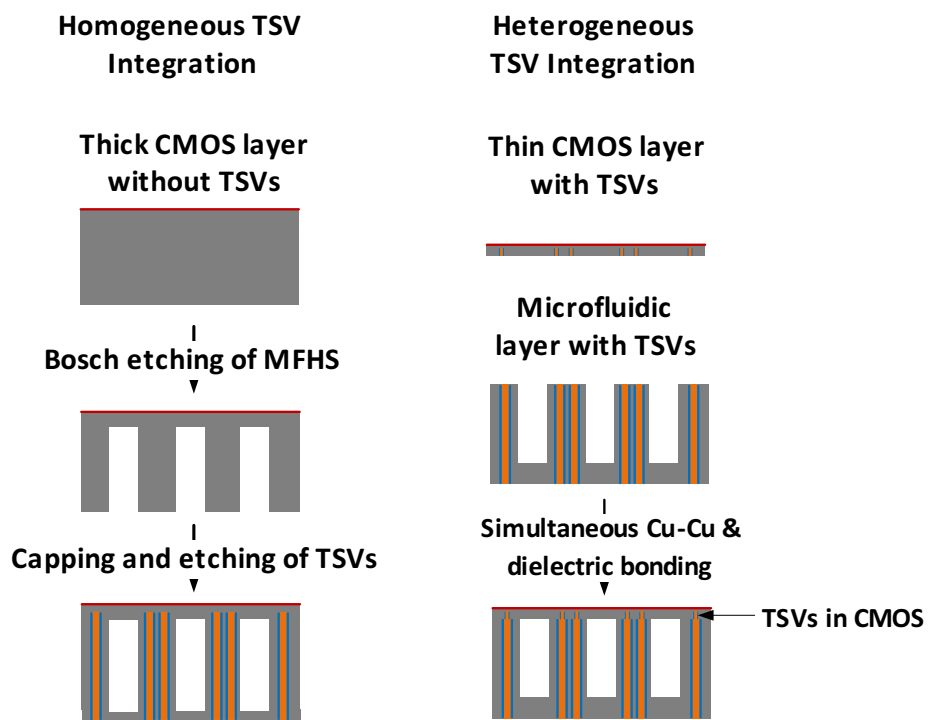 Homogeneous TSV
Integration
Thick CMOS layer
without TSVs
Bosch etching of MFHS
Capping and etching of TSVs
Heterogeneous
TSV Integration
Thin CMOS layer
with TSVs
Microfluidic
layer with TSVs
Simultaneous Cu-Cu &
dielectric bonding
TSVs in CMOS